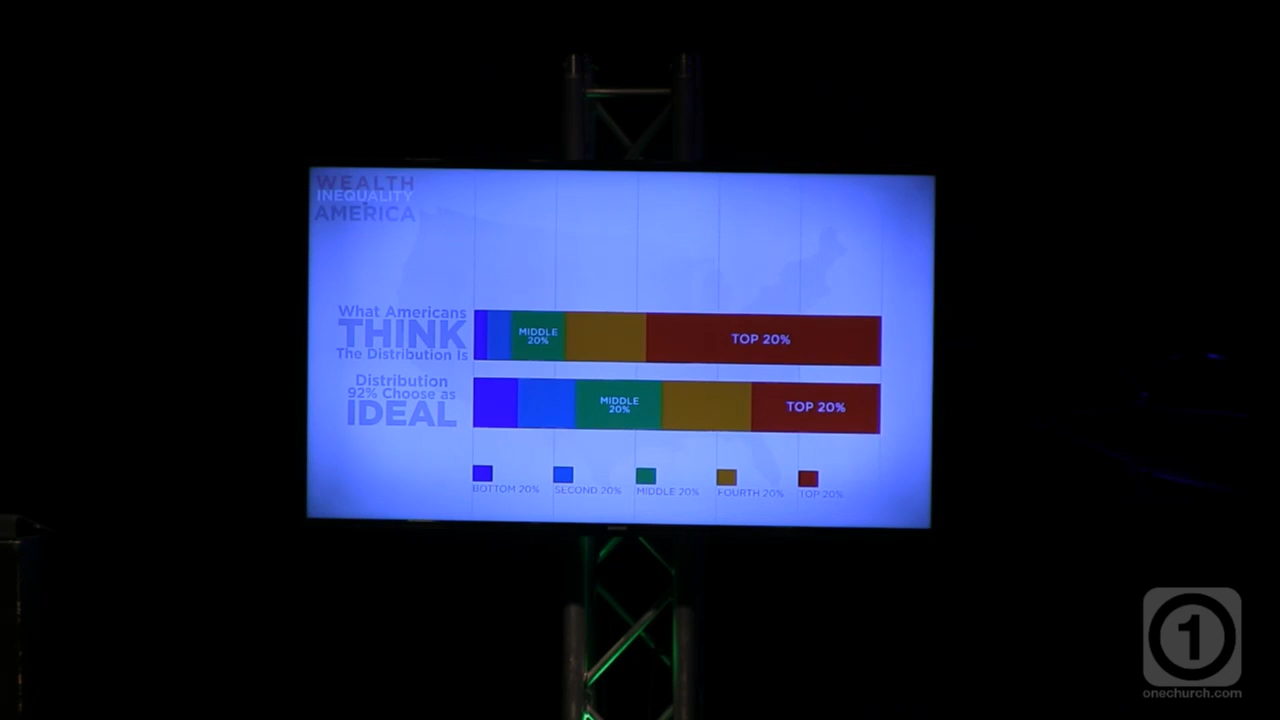 WEALTH
INEQUALITY
AMERICA
What Americans
THINK
The Distribution Is
MIDDLE
20%
TOP 20%
Distribution
92% Choose as
IDEAL
MIDDLE
20%
TOP 20%
BOTTOM 20%
SECOND 20%
MIDDLE 20%
FOURTH 20%
TOP 20%
1
onechurch.com